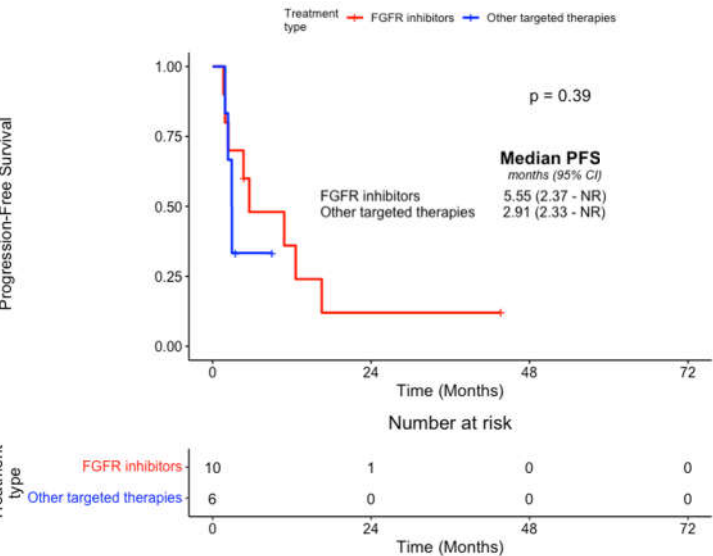 Treatment type FGFR inhibitors Other targeted therapies
Progression-Free Survival
1.00
0.75
0.50
0.25
0.00
p = 0.39
Median PFS
months (95% CI)
FGFR inhibitors 5.55 (2.37 - NR)
Other targeted therapies 2.91 (2.33 - NR)
0 24 48 72
Time (Months)
Number at risk
type
FGFR inhibitors 10 1 0 0
Other targeted therapies 6 0 0 0
0 24 48 72
Time (Months)